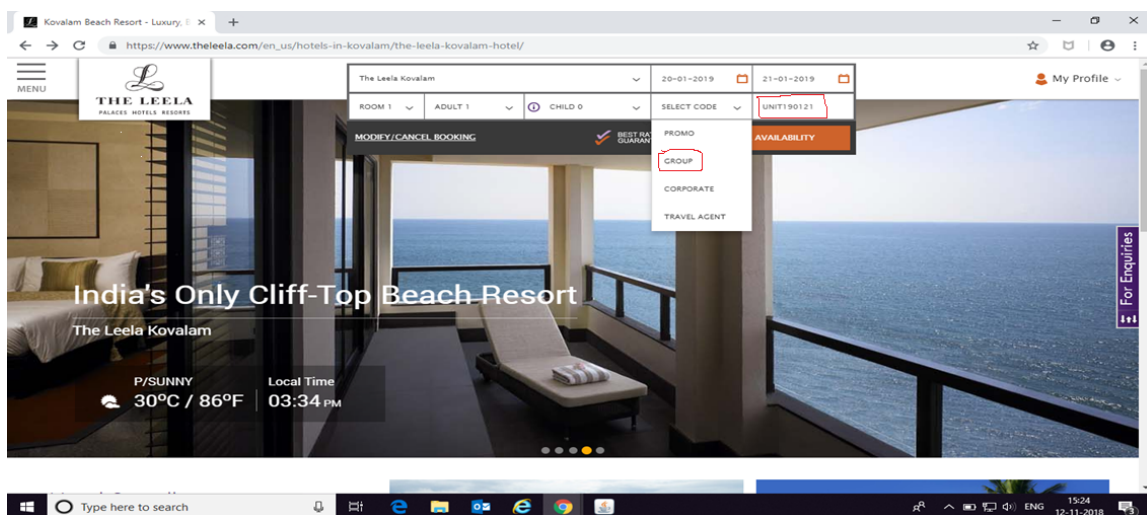 Kovalam Beach Resort - Luxury,
https://www.theleela.com/en_us/hotels-in-kovalam/the-leela-kovalam-hotel/
MENU
THE LEELA
PALACES HOTELS RESORTS
The Leela Kovalam
20-01-2019
21-01-2019
My Profile
ROOM 1
ADULT 1
CHILD 0
SELECT CODE
UNIT190121
MODIFY/CANCEL BOOKING
BEST
AVAILABILITY
PROMO
GROUP
CORPORATE
TRAVEL AGENT
For Enquiries
India's Only Cliff-Top Beach Resort
The Leela Kovalam
P/SUNNY
Local Time
30ºC / 86ºF
03:34 PM
Type here to search
ENG
15:24
12-11-2018